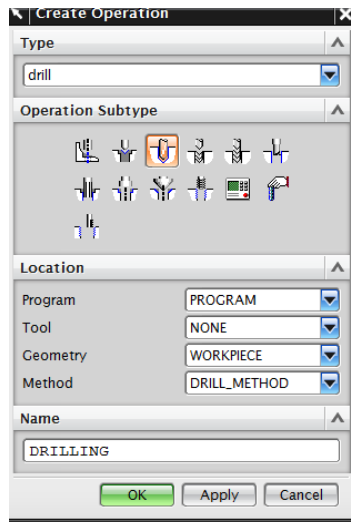 Create Operation
Type
drill
Operation Subtype
Location
Program PROGRAM
Tool NONE
Geometry WORKPIECE
Method DRILL_METHOD
Name
DRILLING
OK Apply Cancel